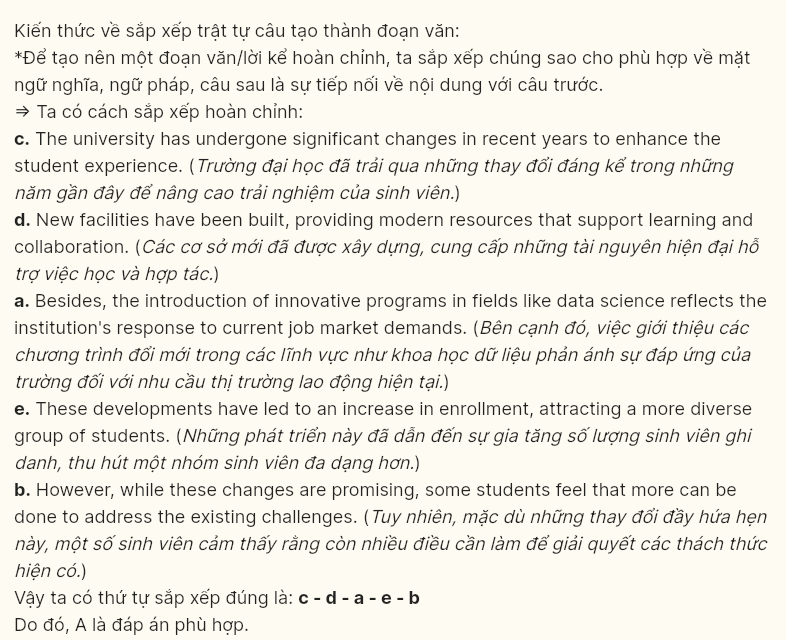 Kiến thức về sắp xếp trật tự câu tạo thành đoạn văn:
*Để tạo nên một đoạn văn/lời kể hoàn chỉnh, ta sắp xếp chúng sao cho phù hợp về mặt
ngữ nghĩa, ngữ pháp, câu sau là sự tiếp nối về nội dung với câu trước.
⇒ Ta có cách sắp xếp hoàn chỉnh:
c. The university has undergone significant changes in recent years to enhance the
student experience. (Trường đại học đã trải qua những thay đổi đáng kể trong những
năm gần đây để nâng cao trải nghiệm của sinh viên.)
d. New facilities have been built, providing modern resources that support learning and
collaboration. (Các cơ sở mới đã được xây dựng, cung cấp những tài nguyên hiện đại hỗ
trợ việc học và hợp tác.)
a. Besides, the introduction of innovative programs in fields like data science reflects the
institution's response to current job market demands. (Bên cạnh đó, việc giới thiệu các
chương trình đổi mới trong các lĩnh vực như khoa học dữ liệu phản ánh sự đáp ứng của
trường đối với nhu cầu thị trường lao động hiện tại.)
e. These developments have led to an increase in enrollment, attracting a more diverse
group of students. (Những phát triển này đã dẫn đến sự gia tăng số lượng sinh viên ghi
danh, thu hút một nhóm sinh viên đa dạng hơn.)
b. However, while these changes are promising, some students feel that more can be
done to address the existing challenges. (Tuy nhiên, mặc dù những thay đổi đầy hứa hẹn
này, một số sinh viên cảm thấy rằng còn nhiều điều cần làm để giải quyết các thách thức
hiện có.)
Vậy ta có thứ tự sắp xếp đúng là: c - d - a - e - b
Do đó, A là đáp án phù hợp.